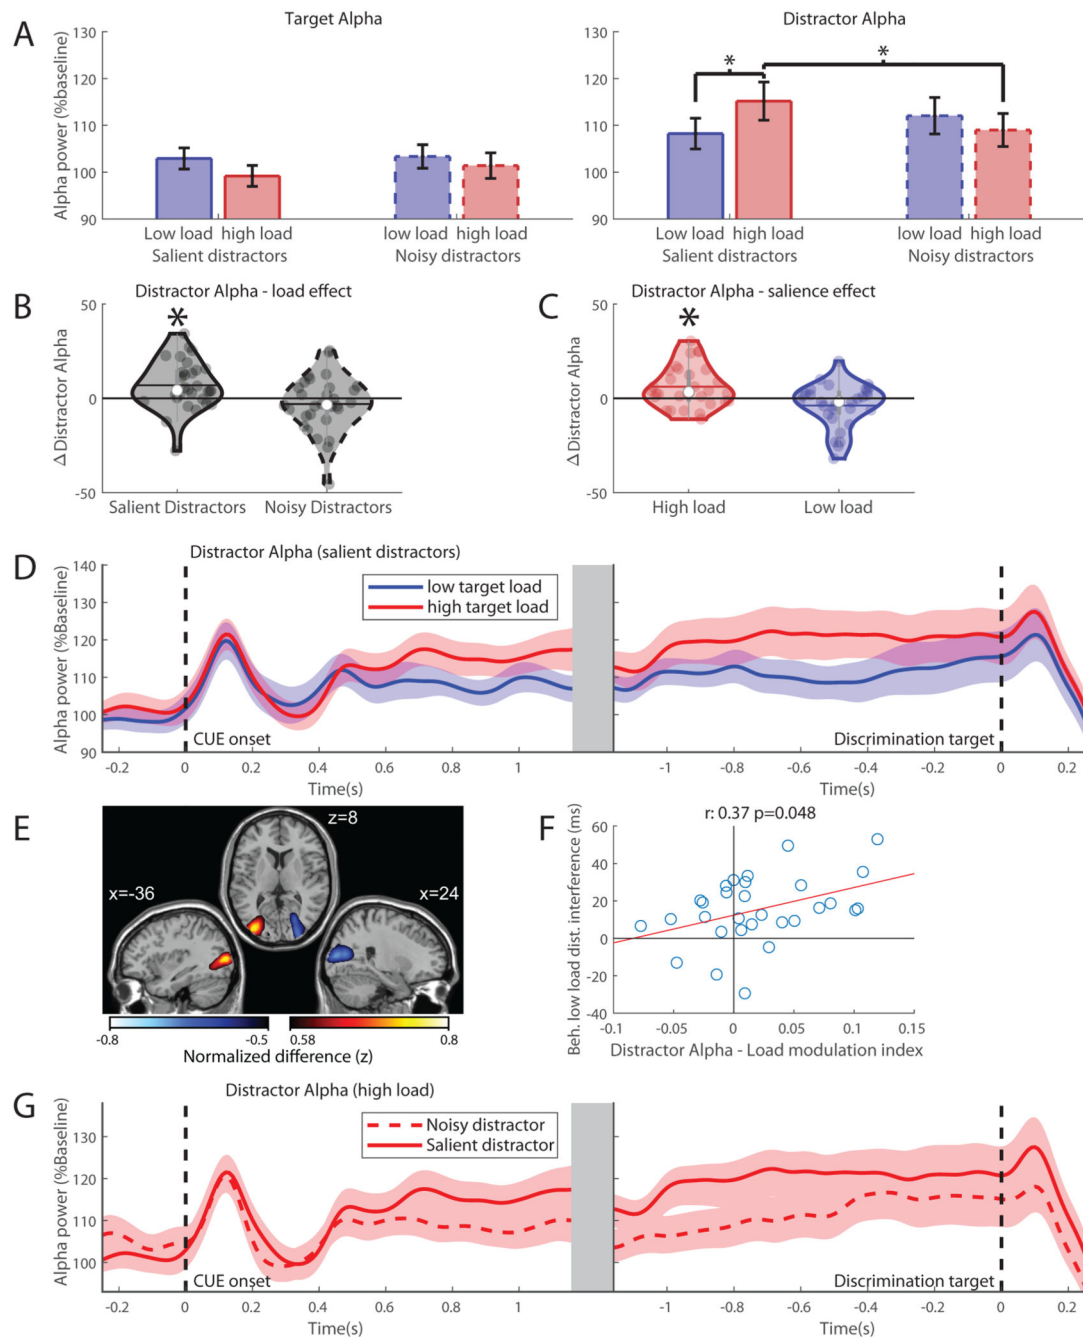 A
Target Alpha
Distractor Alpha
Alpha power (%baseline)
130
120
110
100
90
Low load high load
low load high load
Salient distractors
Noisy distractors
130
120
110
100
90
* *
Low load high load
low load high load
Salient distractors
Noisy distractors
B
Distractor Alpha - load effect
Δ Distractor Alpha
50
0
-50
*
Salient Distractors
Noisy Distractors
C
Distractor Alpha - salience effect
Δ Distractor Alpha
50
0
-50
*
High load
Low load
D
Distractor Alpha (salient distractors)
Alpha power (%Baseline)
140
130
120
110
100
90
low target load
high target load
CUE onset
Discrimination target
-0.2 0 0.2 0.4 0.6 0.8 1
-1 -0.8 -0.6 -0.4 -0.2 0 0.2
Time(s)
Time(s)
E
z=8
x=-36
x=24
-0.8 -0.5 0.58 0.8
Normalized difference (z)
F
r: 0.37 p=0.048
Beh. low load dist. interference (ms)
60
40
20
0
-20
-40
-0.1 -0.05 0 0.05 0.1 0.15
Distractor Alpha - Load modulation index
G
Distractor Alpha (high load)
Alpha power (%Baseline)
130
120
110
100
Noisy distractor
Salient distractor
CUE onset
Discrimination target
-0.2 0 0.2 0.4 0.6 0.8 1
-1 -0.8 -0.6 -0.4 -0.2 0 0.2
Time(s)
Time(s)